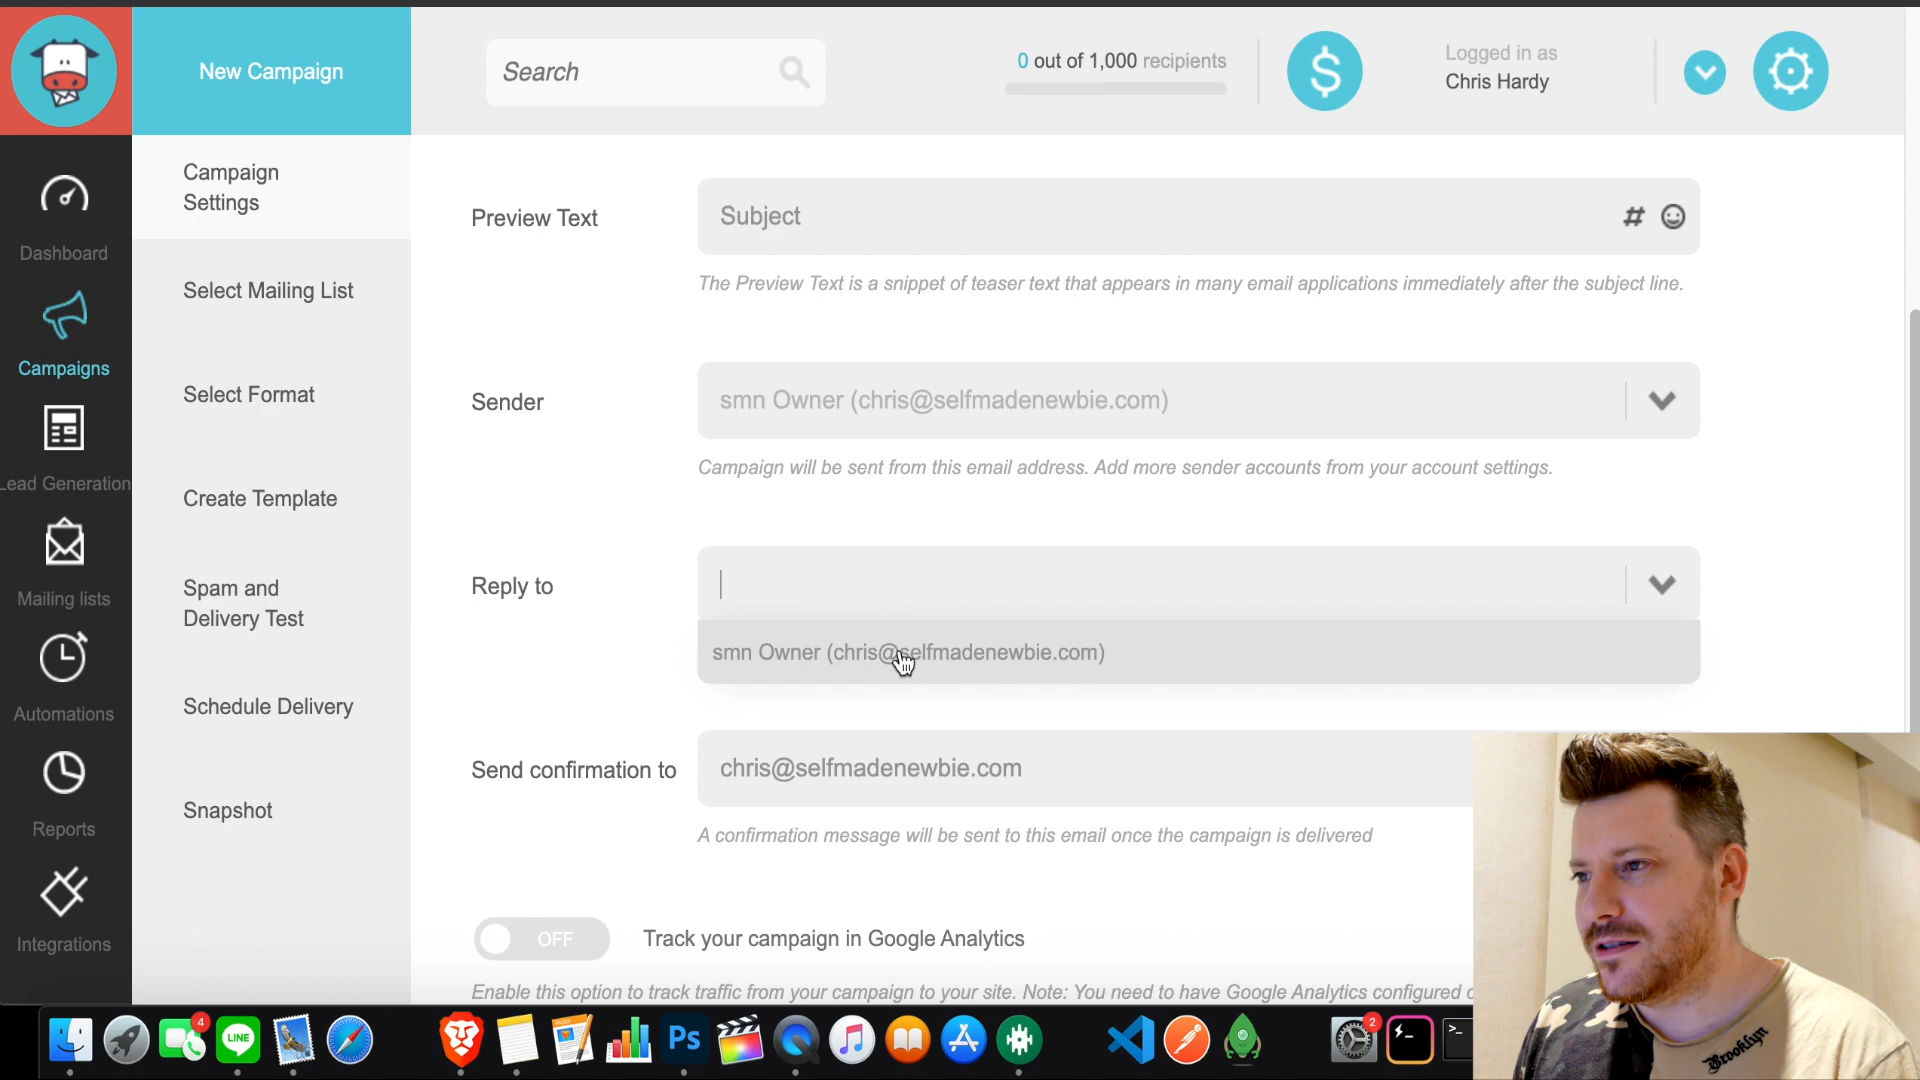 New Campaign
Search
0 out of 1,000 recipients
$
Logged in as
Chris Hardy
Dashboard
Campaigns
Lead Generation
Mailing lists
Automations
Reports
Integrations
Campaign
Settings
Select Mailing List
Select Format
Create Template
Spam and
Delivery Test
Schedule Delivery
Snapshot
Preview Text
Subject
#
The Preview Text is a snippet of teaser text that appears in many email applications immediately after the subject line.
Sender
smn Owner (chris@selfmadenewbie.com)
Campaign will be sent from this email address. Add more sender accounts from your account settings.
Reply to
smn Owner (chris@selfmadenewbie.com)
Send confirmation to
chris@selfmadenewbie.com
A confirmation message will be sent to this email once the campaign is delivered
OFF
Track your campaign in Google Analytics
Enable this option to track traffic from your campaign to your site. Note: You need to have Google Analytics configured
4
LINE
Ps
2
Brooklyn